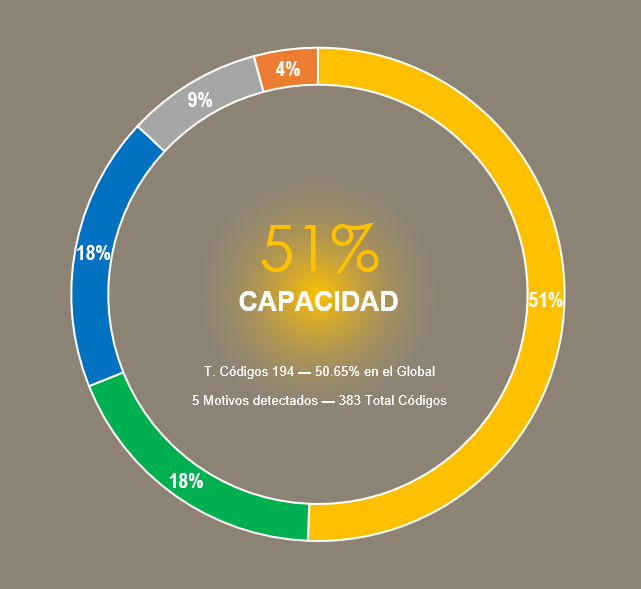 4%
9%
18%
51%
CAPACIDAD
51%
T. Códigos 194 — 50.65% en el Global
5 Motivos detectados — 383 Total Códigos
18%